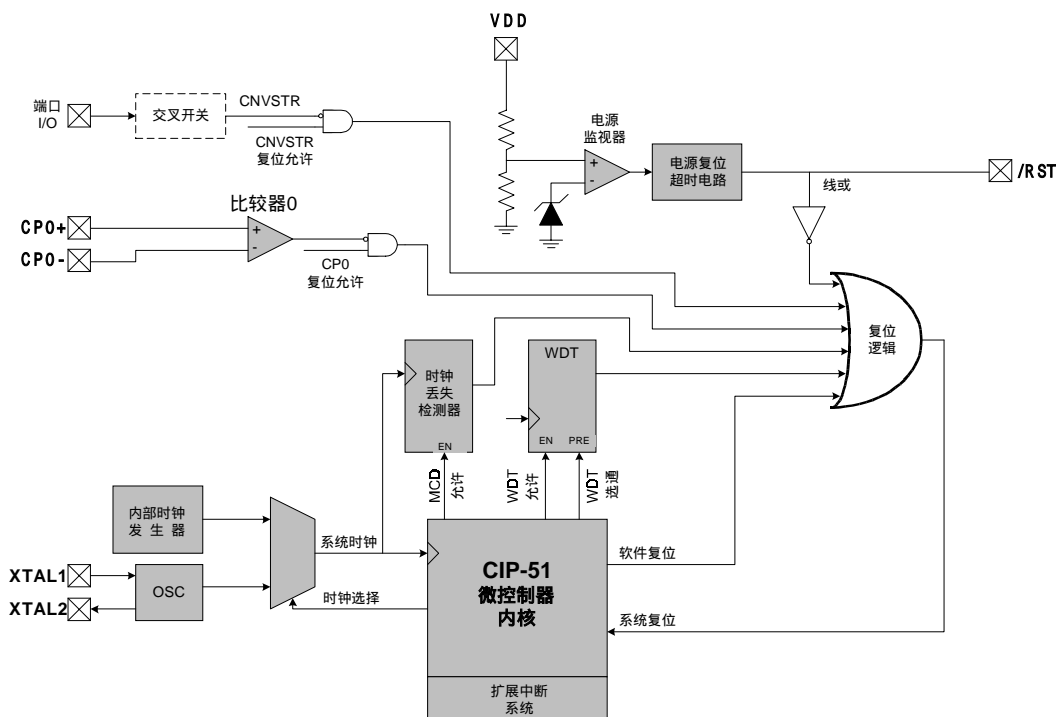 VDD
端口
I/O
交叉开关
CNVSTR
CNVSTR
复位允许
电源
监视器
+
-
电源复位
超时电路
线或
/RST
比较器0
CP0+
CP0-
+
-
CP0
复位允许
复位
逻辑
时钟
丢失
检测器
EN
WDT
EN PRE
MCD
允许
WDT
允许
WDT
选通
内部时钟
发 生 器
系统时钟
XTAL1
XTAL2
OSC
时钟选择
CIP-51
微控制器
内核
软件复位
系统复位
扩展中断
系统